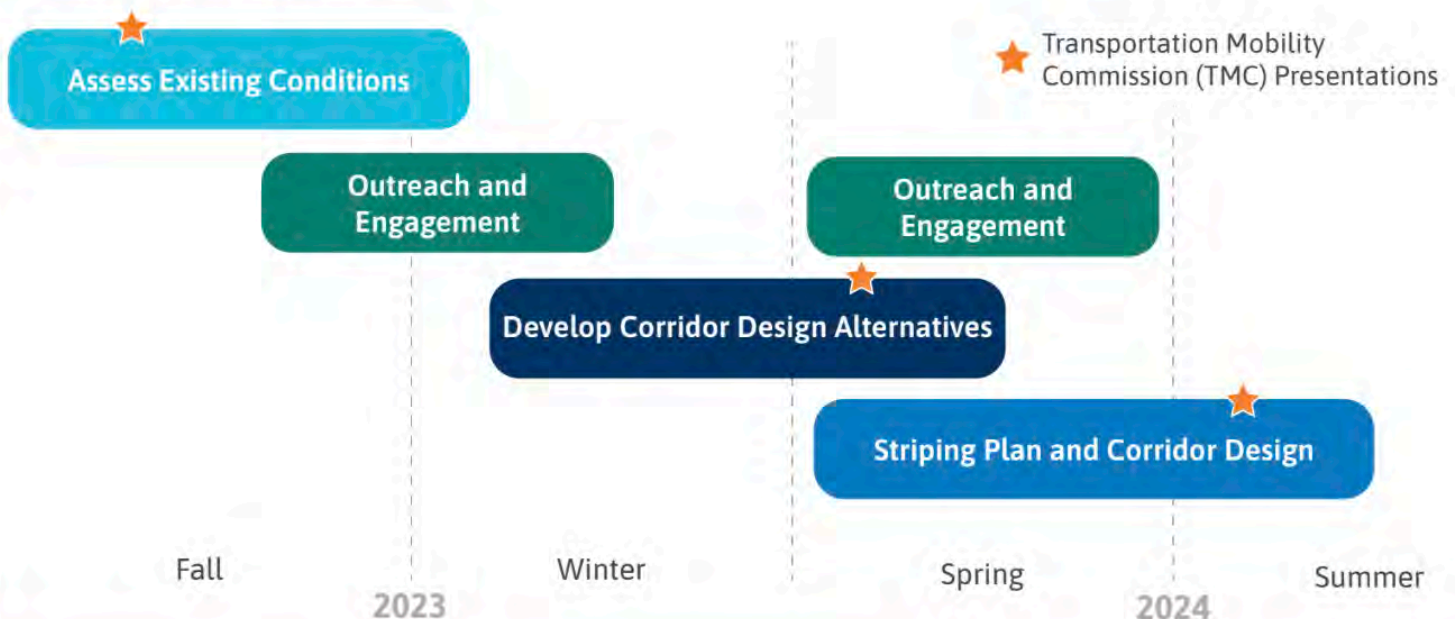 Transportation Mobility
Commission (TMC) Presentations
Assess Existing Conditions
Outreach and
Engagement
Outreach and
Engagement
Develop Corridor Design Alternatives
Striping Plan and Corridor Design
Fall
Winter
Spring
Summer
2023
2024